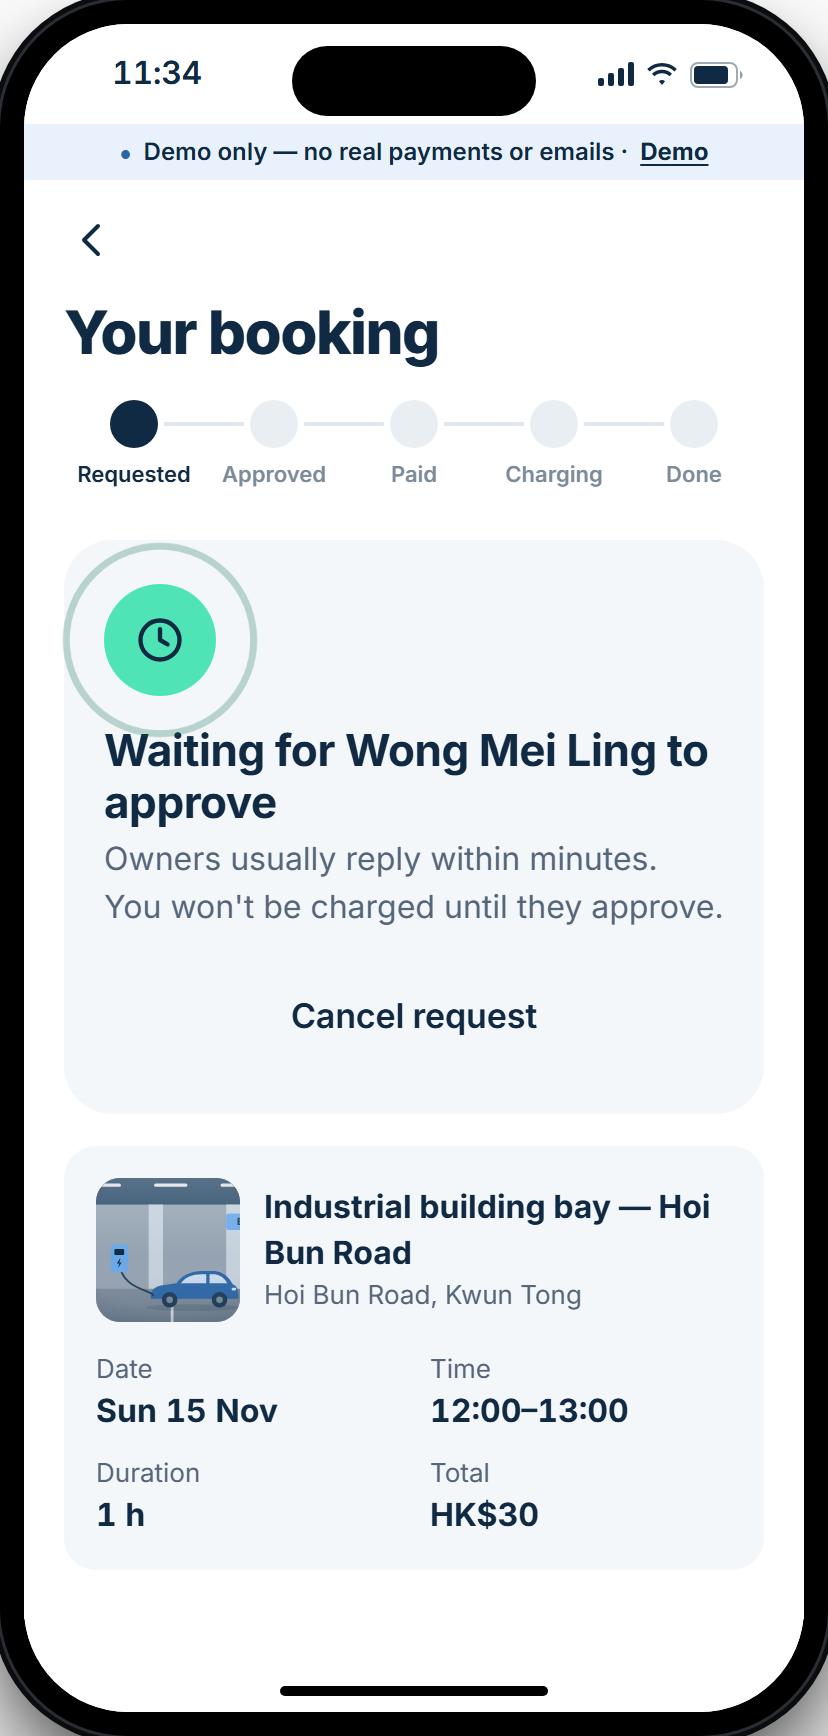 11:34
Demo only — no real payments or emails · Demo
Your booking
Requested Approved Paid Charging Done
Waiting for Wong Mei Ling to
approve
Owners usually reply within minutes.
You won't be charged until they approve.
Cancel request
Industrial building bay — Hoi
Bun Road
Hoi Bun Road, Kwun Tong
Date Time
Sun 15 Nov 12:00–13:00
Duration Total
1 h HK$30